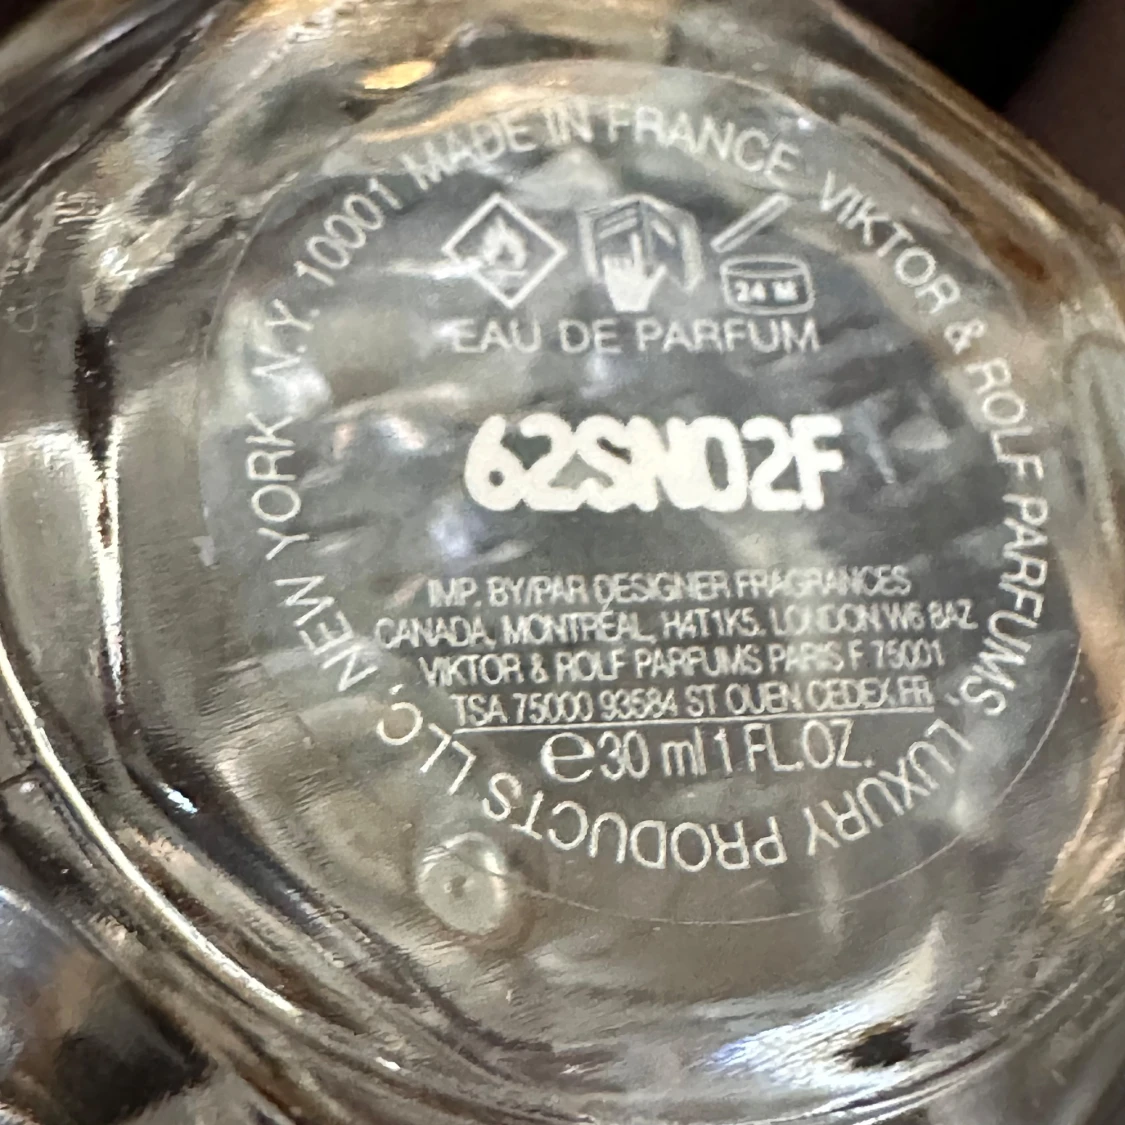 24 M
EAU DE PARFUM
62SN02F
IMP. BY/PAR DESIGNER FRAGRANCES
CANADA, MONTRÉAL, H4T1K5. LONDON W6 8AZ
VIKTOR & ROLF PARFUMS PARIS F 75001
TSA 75000 93584 ST OUEN CEDEX.FR
e30 ml 1 FL.OZ.
VIKTOR & ROLF PARFUMS, LUXURY PRODUCTS LLC, NEW YORK N.Y. 10001 MADE IN FRANCE